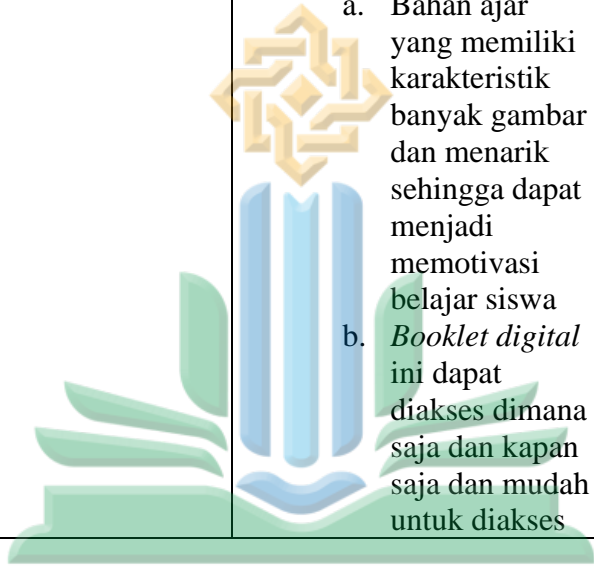 a. Bahan ajar
yang memiliki
karakteristik
banyak gambar
dan menarik
sehingga dapat
menjadi
memotivasi
belajar siswa
b. Booklet digital
ini dapat
diakses dimana
saja dan kapan
saja dan mudah
untuk diakses